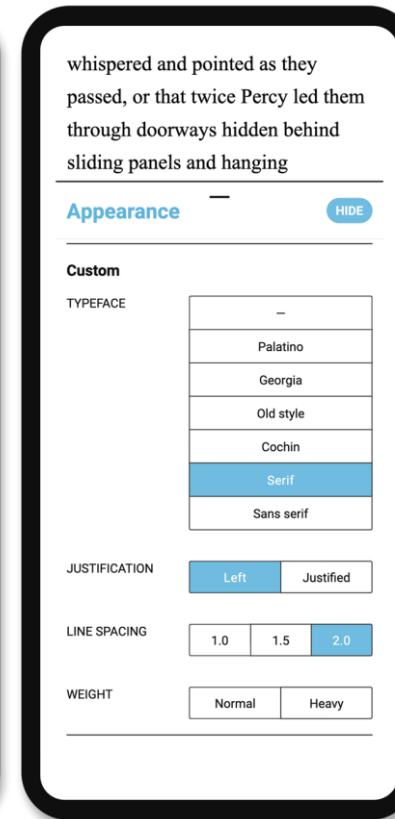 whispered and pointed as they
passed, or that twice Percy led them
through doorways hidden behind
sliding panels and hanging
Appearance
HIDE
Custom
TYPEFACE
–
Palatino
Georgia
Old style
Cochin
Serif
Sans serif
JUSTIFICATION
Left Justified
LINE SPACING
1.0 1.5 2.0
WEIGHT
Normal Heavy